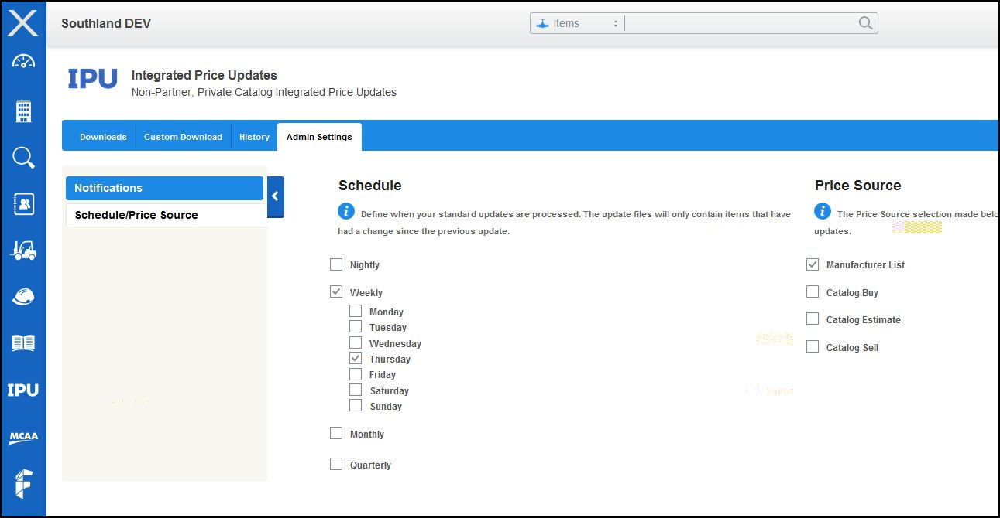 Southland DEV
Items
IPU
Integrated Price Updates
Non-Partner, Private Catalog Integrated Price Updates
Downloads
Custom Download
History
Admin Settings
Notifications
Schedule/Price Source
Schedule
Define when your standard updates are processed. The update files will only contain items that have
had a change since the previous update.
Nightly
Weekly
Monday
Tuesday
Wednesday
Thursday
Friday
Saturday
Sunday
Monthly
Quarterly
Price Source
The Price Source selection made belo
updates.
Manufacturer List
Catalog Buy
Catalog Estimate
Catalog Sell
IPU
MCAA
F